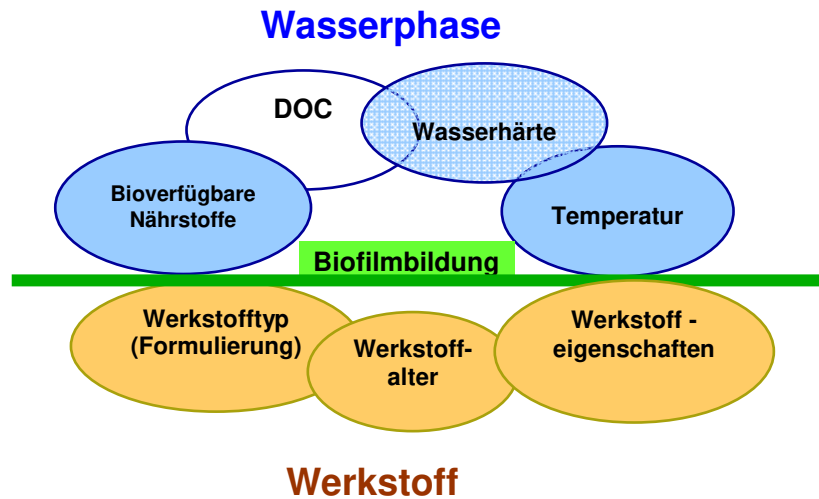 Wasserphase
DOC
Wasserhärte
Bioverfügbare
Nährstoffe
Temperatur
Biofilmbildung
Werkstofftyp
(Formulierung)
Werkstoff-
alter
Werkstoff -
eigenschaften
Werkstoff